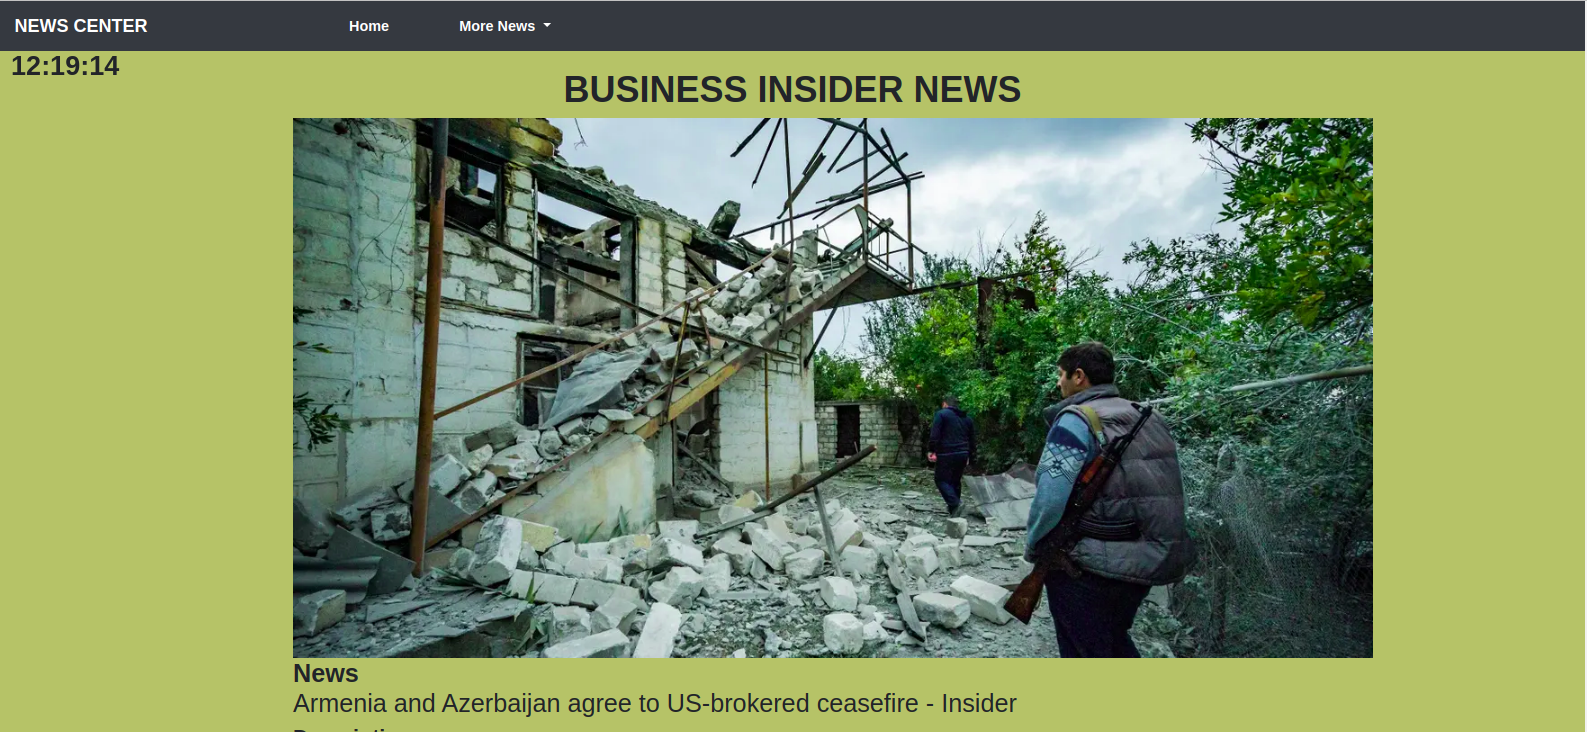 NEWS CENTER Home More News
12:19:14
BUSINESS INSIDER NEWS
News
Armenia and Azerbaijan agree to US-brokered ceasefire - Insider